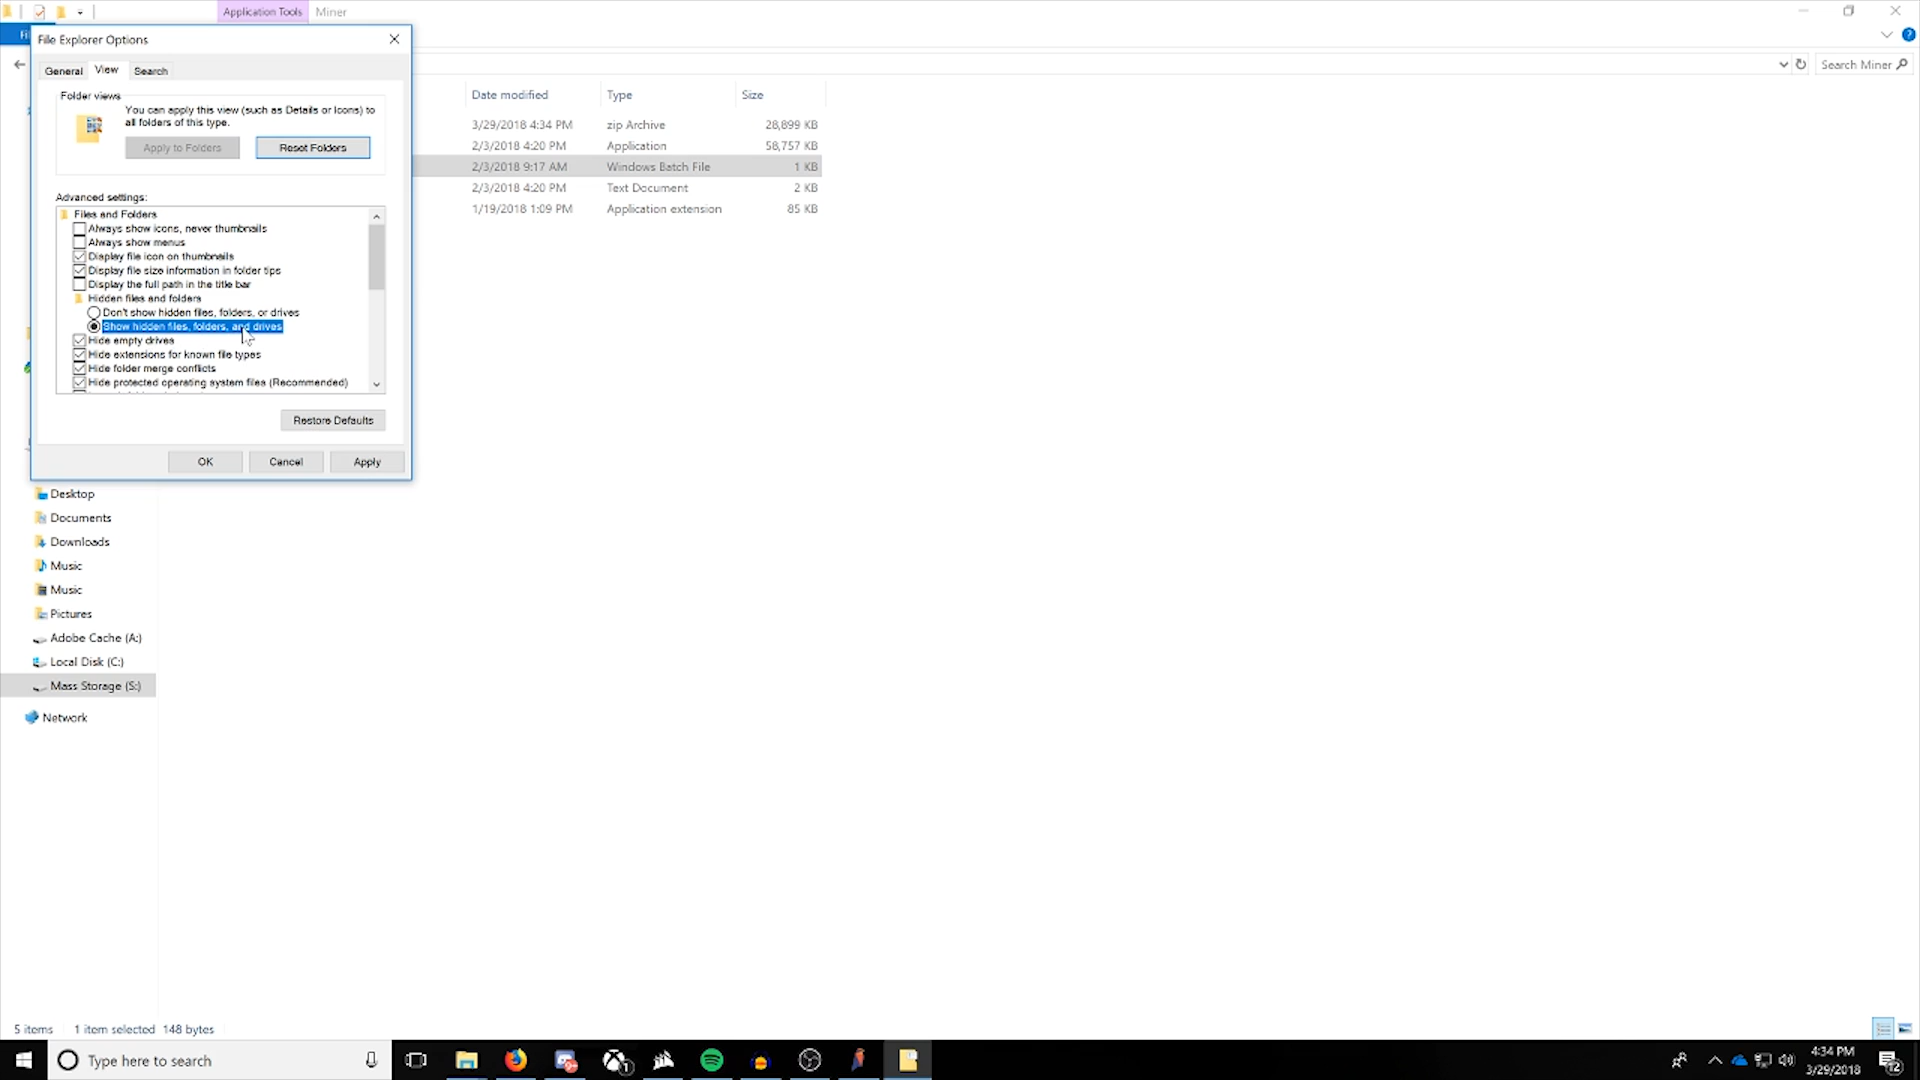 Application Tools
Miner
File Explorer Options
General
View
Search
Folder views
You can apply this view (such as Details or Icons) to
all folders of this type.
Apply to Folders
Reset Folders
Advanced settings:
Files and Folders
Always show icons, never thumbnails
Always show menus
Display file icon on thumbnails
Display file size information in folder tips
Display the full path in the title bar
Hidden files and folders
Don't show hidden files, folders, or drives
Show hidden files, folders, and drives
Hide empty drives
Hide extensions for known file types
Hide folder merge conflicts
Hide protected operating system files (Recommended)
Restore Defaults
OK
Cancel
Apply
Search Miner
Date modified
Type
Size
3/29/2018 4:34 PM
zip Archive
28,899 KB
2/3/2018 4:20 PM
Application
58,757 KB
2/3/2018 9:17 AM
Windows Batch File
1 KB
2/3/2018 4:20 PM
Text Document
2 KB
1/19/2018 1:09 PM
Application extension
85 KB
Desktop
Documents
Downloads
Music
Music
Pictures
Adobe Cache (A:)
Local Disk (C:)
Mass Storage (S:)
Network
5 items
1 item selected
148 bytes
Type here to search
4:34 PM
3/29/2018
12